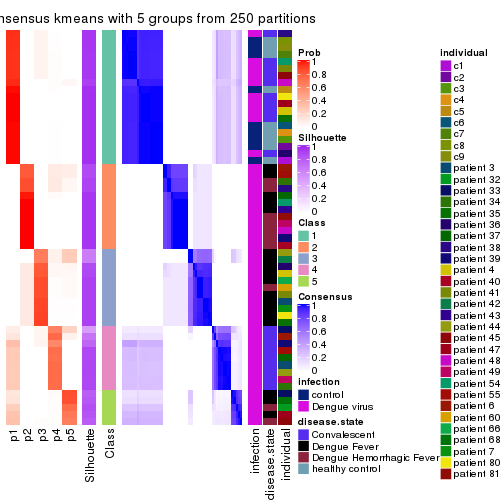 nsensus kmeans with 5 groups from 250 partitions
p1
p2
p3
p4
p5
Silhouette
Class
infection
disease.state
individual
Prob
1
0.8
0.6
0.4
0.2
0
Silhouette
1
0.8
0.6
0.4
0.2
0
Class
1
2
3
4
5
Consensus
1
0.8
0.6
0.4
0.2
0
infection
control
Dengue virus
disease.state
Convalescent
Dengue Fever
Dengue Hemorrhagic Fever
healthy control
individual
c1
c2
c3
c4
c5
c6
c7
c8
c9
patient 3
patient 32
patient 33
patient 34
patient 35
patient 36
patient 37
patient 38
patient 39
patient 4
patient 40
patient 41
patient 42
patient 43
patient 44
patient 45
patient 47
patient 48
patient 49
patient 54
patient 55
patient 6
patient 60
patient 66
patient 68
patient 7
patient 80
patient 81